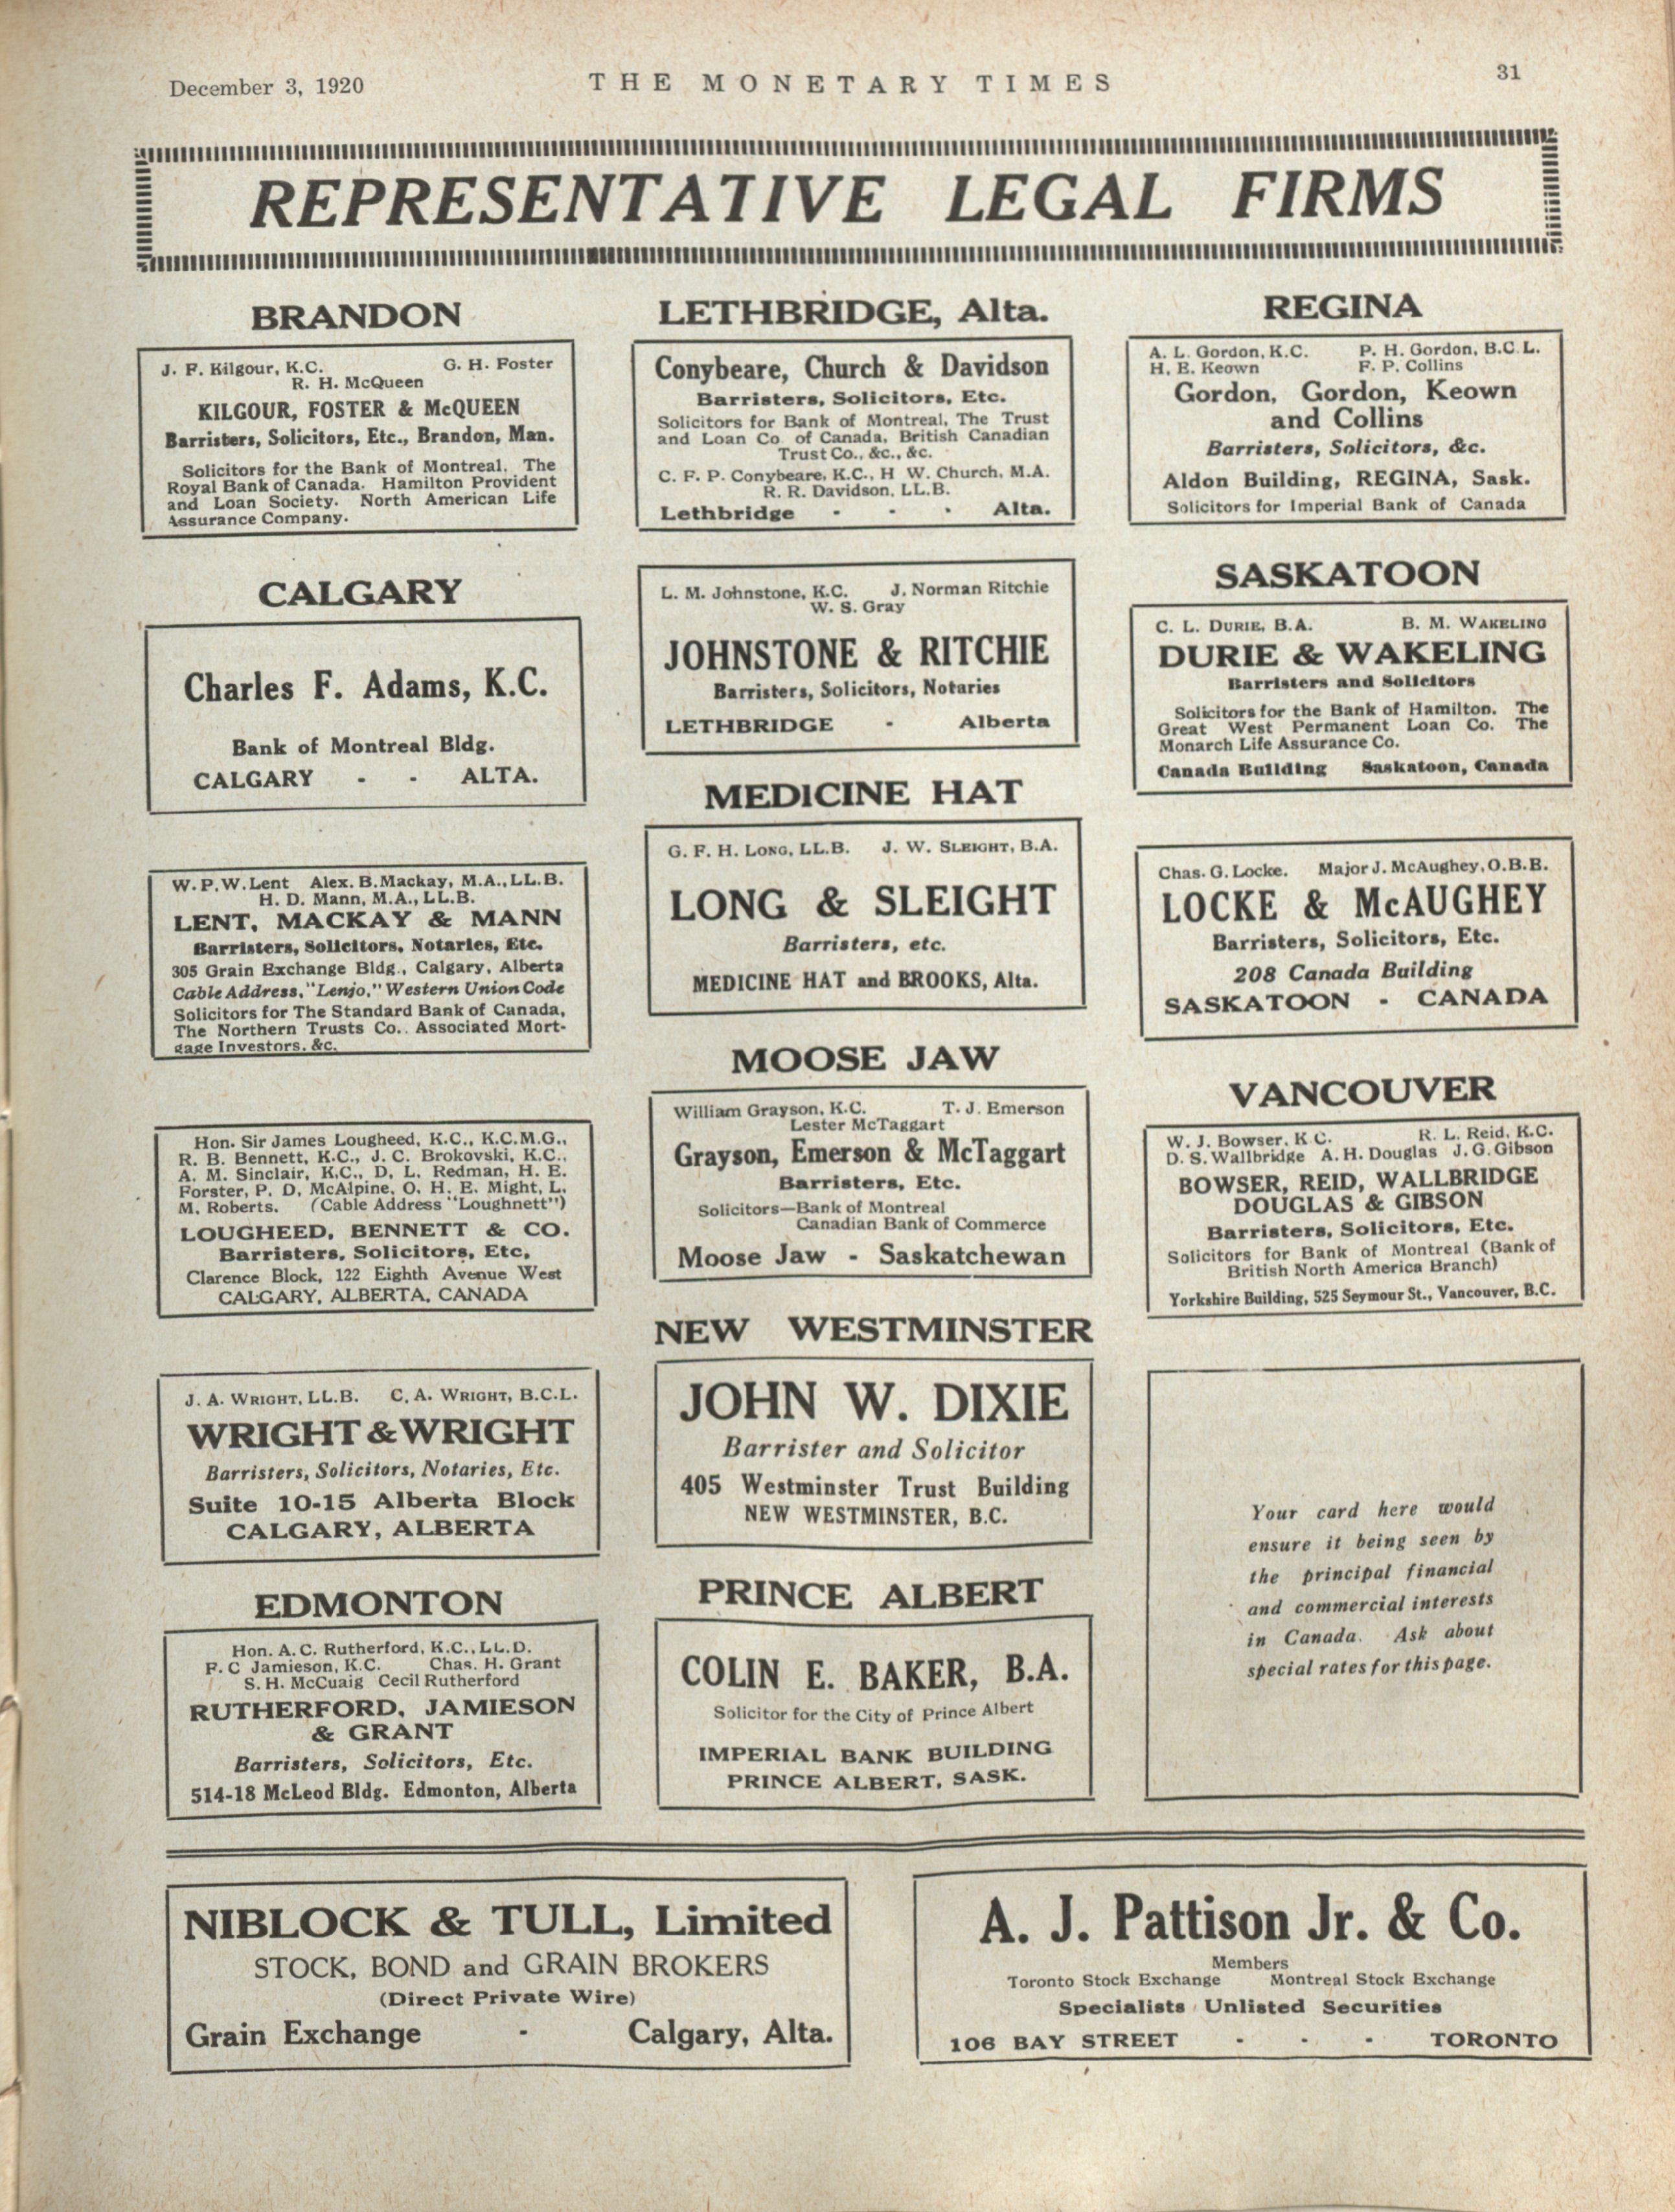 December 3, 1920
THE MONETARY TIMES
31
REPRESENTATIVE LEGAL FIRMS
BRANDON
J. F. Kilgour, K.C. G. H. Foster
R. H. McQueen
KILGOUR, FOSTER & McQUEEN
Barristers, Solicitors, Etc., Brandon, Man.
Solicitors for the Bank of Montreal, The
Royal Bank of Canada. Hamilton Provident
and Loan Society. North American Life
Assurance Company.
CALGARY
Charles F. Adams, K.C.
Bank of Montreal Bldg.
CALGARY - - ALTA.
W. P. W. Lent Alex. B. Mackay, M.A., LL.B.
H. D. Mann, M.A., LL.B.
LENT, MACKAY & MANN
Barristers, Solicitors, Notaries, Etc.
305 Grain Exchange Bldg., Calgary, Alberta
Cable Address, "Lenjo," Western Union Code
Solicitors for The Standard Bank of Canada,
The Northern Trusts Co.. Associated Mort-
gage Investors, &c.
Hon. Sir James Lougheed, K.C., K.C.M.G.,
R. B. Bennett, K.C., J. C. Brokovski, K.C.,
A. M. Sinclair, K.C., D. L. Redman, H. E.
Forster, P. D. McAlpine, O. H. E. Might, L.
M. Roberts. (Cable Address "Loughnett")
LOUGHEED, BENNETT & CO.
Barristers, Solicitors, Etc.
Clarence Block, 122 Eighth Avenue West
CALGARY, ALBERTA, CANADA
J. A. WRIGHT, LL.B. C. A. WRIGHT, B.C.L.
WRIGHT & WRIGHT
Barristers, Solicitors, Notaries, Etc.
Suite 10-15 Alberta Block
CALGARY, ALBERTA
EDMONTON
Hon. A. C. Rutherford, K.C., LL.D.
F. C Jamieson, K.C. Chas. H. Grant
S. H. McCuaig Cecil Rutherford
RUTHERFORD, JAMIESON
& GRANT
Barristers, Solicitors, Etc.
514-18 McLeod Bldg. Edmonton, Alberta
LETHBRIDGE, Alta.
Conybeare, Church & Davidson
Barristers, Solicitors, Etc.
Solicitors for Bank of Montreal, The Trust
and Loan Co. of Canada, British Canadian
Trust Co., &c., &c.
C. F. P. Conybeare, K.C., H W. Church, M.A.
R. R. Davidson, LL.B.
Lethbridge - - - Alta.
L. M. Johnstone, K.C. J. Norman Ritchie
W. S. Gray
JOHNSTONE & RITCHIE
Barristers, Solicitors, Notaries
LETHBRIDGE - Alberta
MEDICINE HAT
G. F. H. LONG, LL.B. J. W. SLEIGHT, B.A.
LONG & SLEIGHT
Barristers, etc.
MEDICINE HAT and BROOKS, Alta.
MOOSE JAW
William Grayson, K.C. T. J. Emerson
Lester McTaggart
Grayson, Emerson & McTaggart
Barristers, Etc.
Solicitors—Bank of Montreal
Canadian Bank of Commerce
Moose Jaw - Saskatchewan
NEW WESTMINSTER
JOHN W. DIXIE
Barrister and Solicitor
405 Westminster Trust Building
NEW WESTMINSTER, B.C.
PRINCE ALBERT
COLIN E. BAKER, B.A.
Solicitor for the City of Prince Albert
IMPERIAL BANK BUILDING
PRINCE ALBERT, SASK.
REGINA
A. L. Gordon, K.C. P. H. Gordon, B.C.L.
H. E. Keown F. P. Collins
Gordon, Gordon, Keown
and Collins
Barristers, Solicitors, &c.
Aldon Building, REGINA, Sask.
Solicitors for Imperial Bank of Canada
SASKATOON
C. L. DURIE, B.A. B. M. WAKELING
DURIE & WAKELING
Barristers and Solicitors
Solicitors for the Bank of Hamilton. The
Great West Permanent Loan Co. The
Monarch Life Assurance Co.
Canada Building Saskatoon, Canada
Chas. G. Locke. Major J. McAughey, O.B.E.
LOCKE & McAUGHEY
Barristers, Solicitors, Etc.
208 Canada Building
SASKATOON - CANADA
VANCOUVER
W. J. Bowser, K C. R. L. Reid, K.C.
D. S. Wallbridge A. H. Douglas J. G. Gibson
BOWSER, REID, WALLBRIDGE
DOUGLAS & GIBSON
Barristers, Solicitors, Etc.
Solicitors for Bank of Montreal (Bank of
British North America Branch)
Yorkshire Building, 525 Seymour St., Vancouver, B.C.
Your card here would
ensure it being seen by
the principal financial
and commercial interests
in Canada. Ask about
special rates for this page.
NIBLOCK & TULL, Limited
STOCK, BOND and GRAIN BROKERS
(Direct Private Wire)
Grain Exchange - Calgary, Alta.
A. J. Pattison Jr. & Co.
Members
Toronto Stock Exchange Montreal Stock Exchange
Specialists Unlisted Securities
106 BAY STREET - - - TORONTO